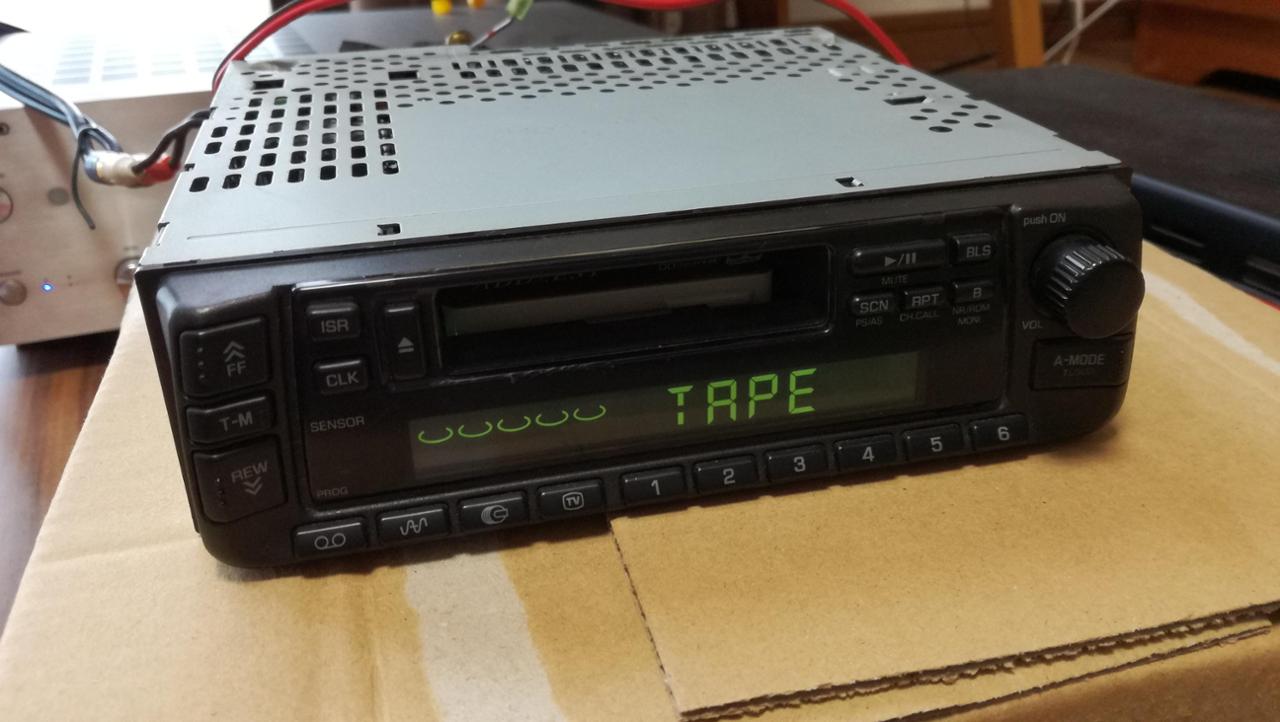 push ON
BLS
▶/II
MUTE
ISR
SCN
RPT
B
PS/AS
CH.CALL
NR/RDM
MONI
VOL
FF
CLK
A-MODE
T-M
SENSOR
TAPE
REW
PROG
TV
1
2
3
4
5
6